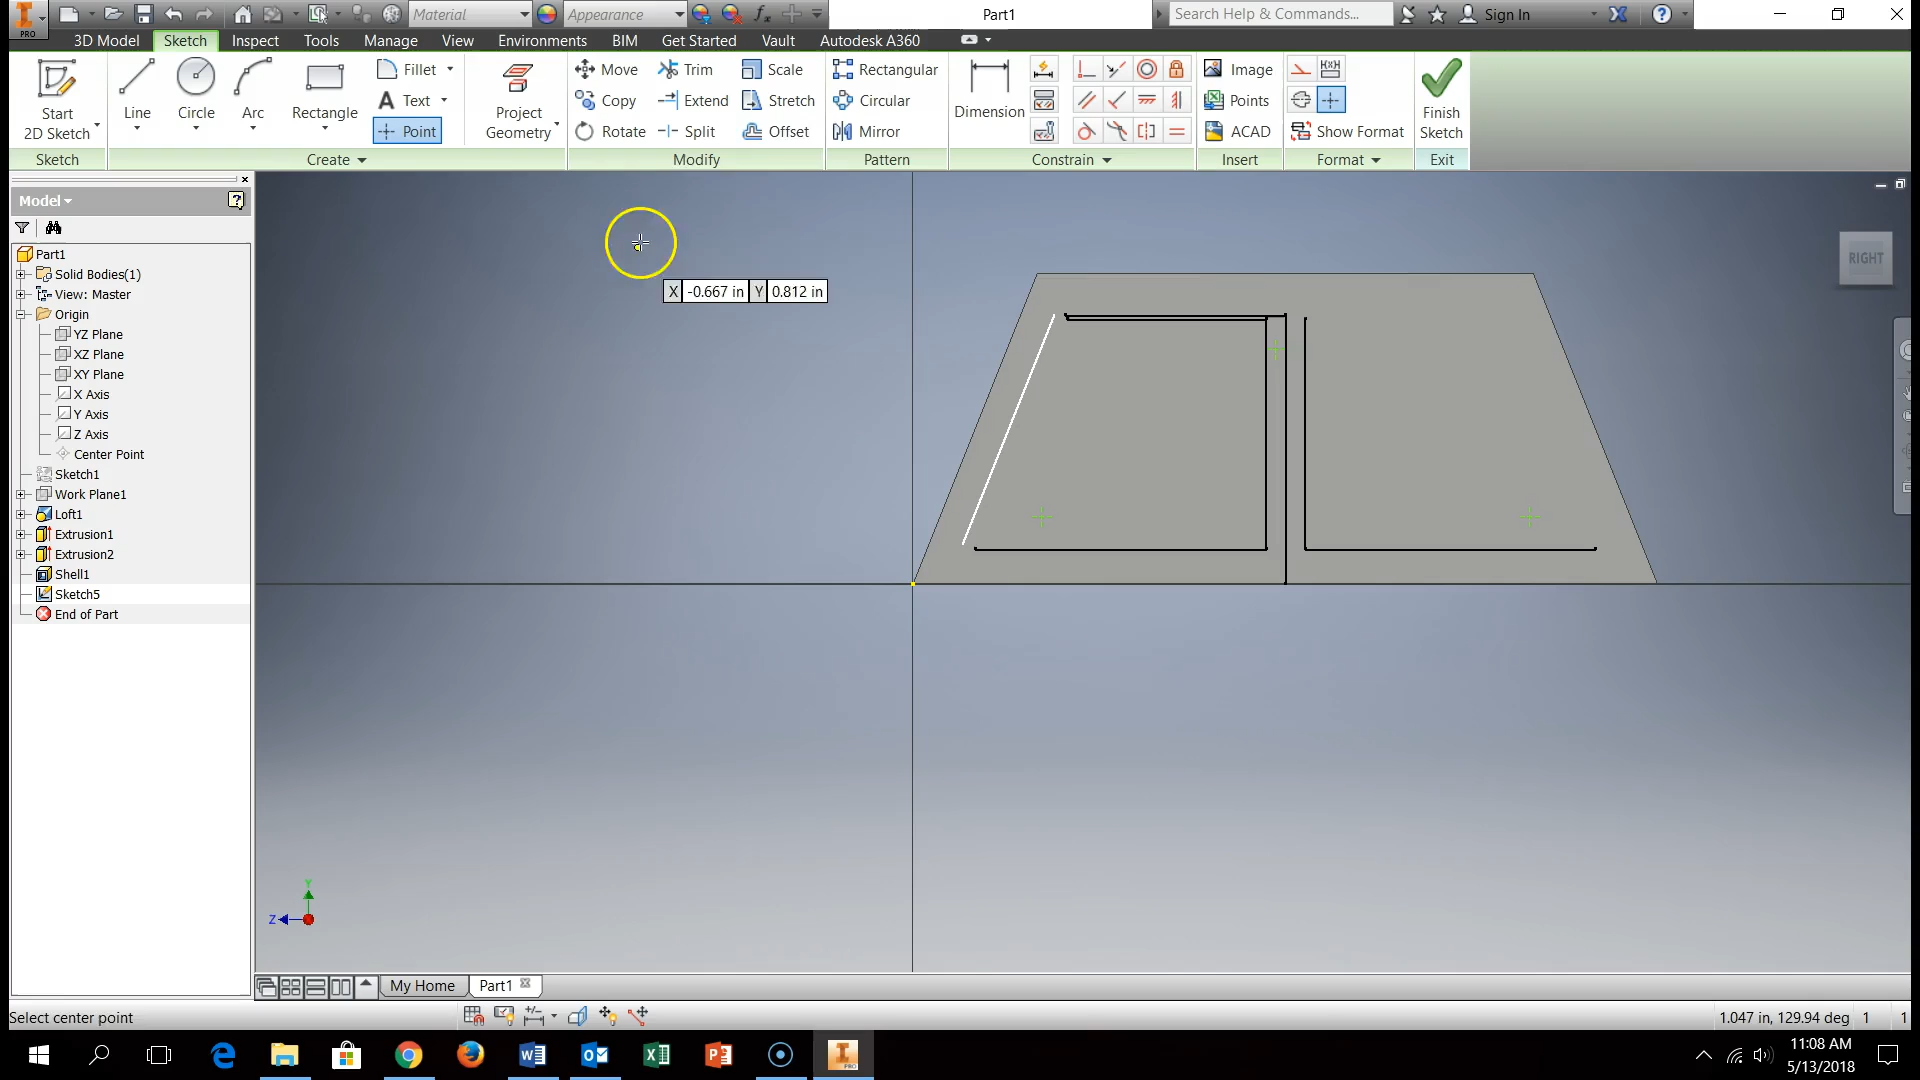 Material
Appearance
Part1
Search Help & Commands...
Sign In
PRO
3D Model
Sketch
Inspect
Tools
Manage
View
Environments
BIM
Get Started
Vault
Autodesk A360
Start
2D Sketch
Line
Circle
Arc
Rectangle
Fillet
Text
Point
Project
Geometry
Move
Copy
Rotate
Trim
Extend
Split
Scale
Stretch
Offset
Rectangular
Circular
Mirror
Dimension
Image
Points
ACAD
Show Format
Finish
Sketch
Sketch
Create
Modify
Pattern
Constrain
Insert
Format
Exit
Model
Part1
Solid Bodies(1)
View: Master
Origin
YZ Plane
XZ Plane
XY Plane
X Axis
Y Axis
Z Axis
Center Point
Sketch1
Work Plane1
Loft1
Extrusion1
Extrusion2
Shell1
Sketch5
End of Part
X -0.667 in Y 0.812 in
RIGHT
Y
Z
My Home
Part1
Select center point
1.047 in, 129.94 deg 1 1
11:08 AM
5/13/2018